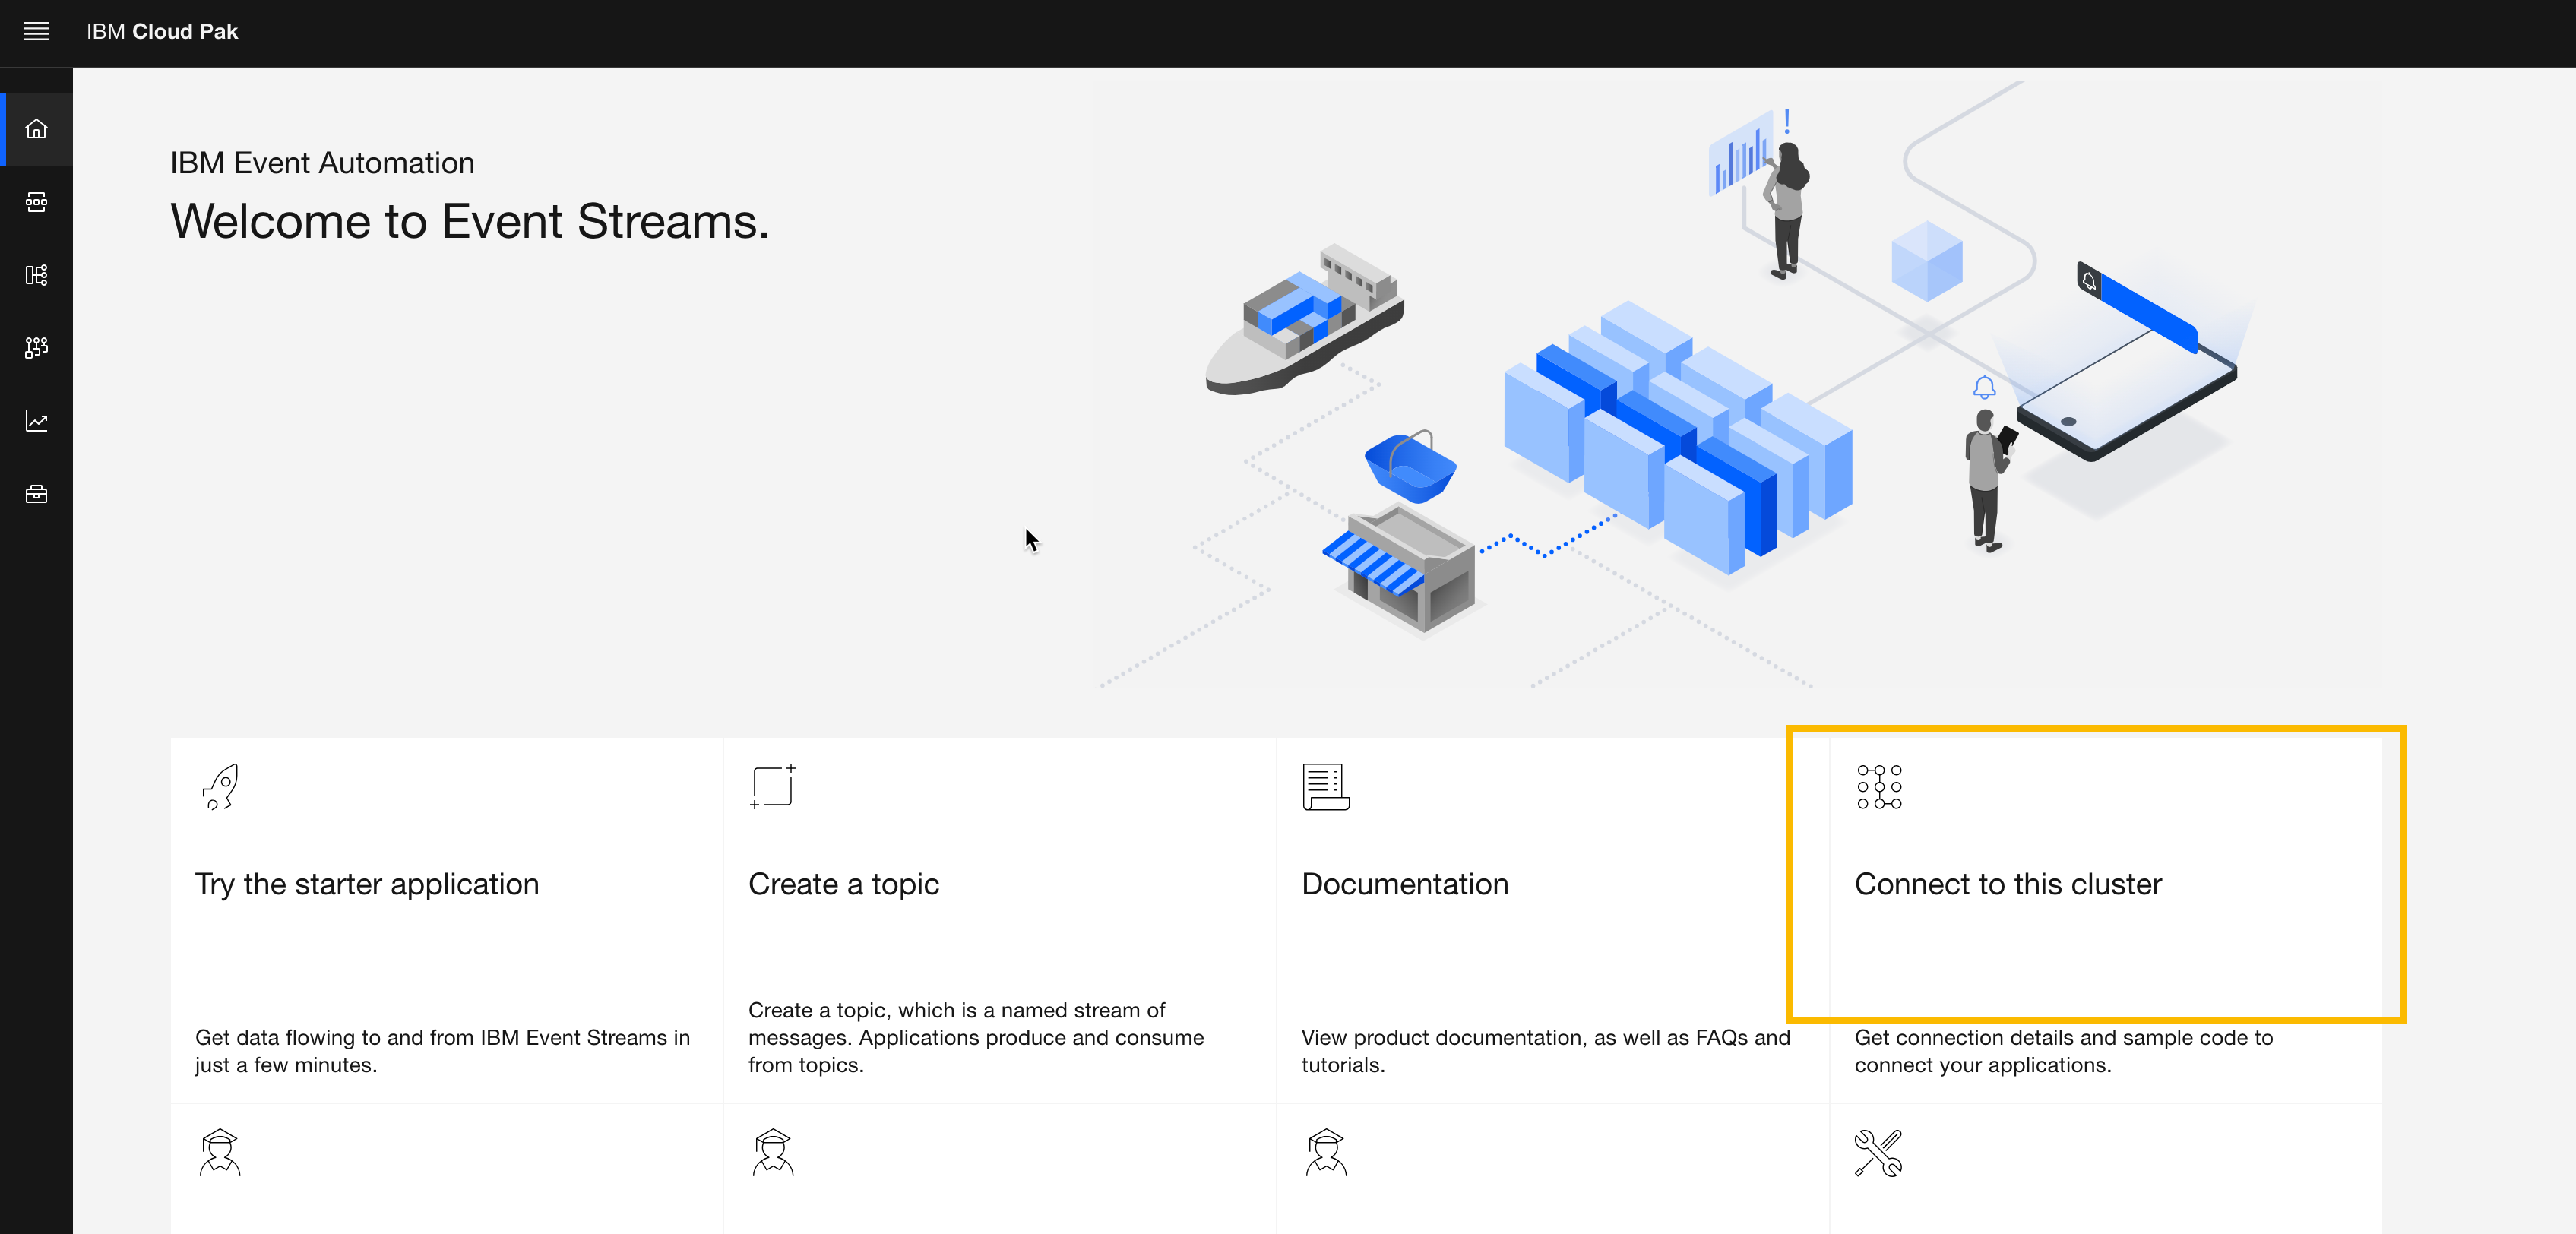 IBM Cloud Pak
IBM Event Automation
Welcome to Event Streams.
Try the starter application
Get data flowing to and from IBM Event Streams in
just a few minutes.
Create a topic
Create a topic, which is a named stream of
messages. Applications produce and consume
from topics.
Documentation
View product documentation, as well as FAQs and
tutorials.
Connect to this cluster
Get connection details and sample code to
connect your applications.